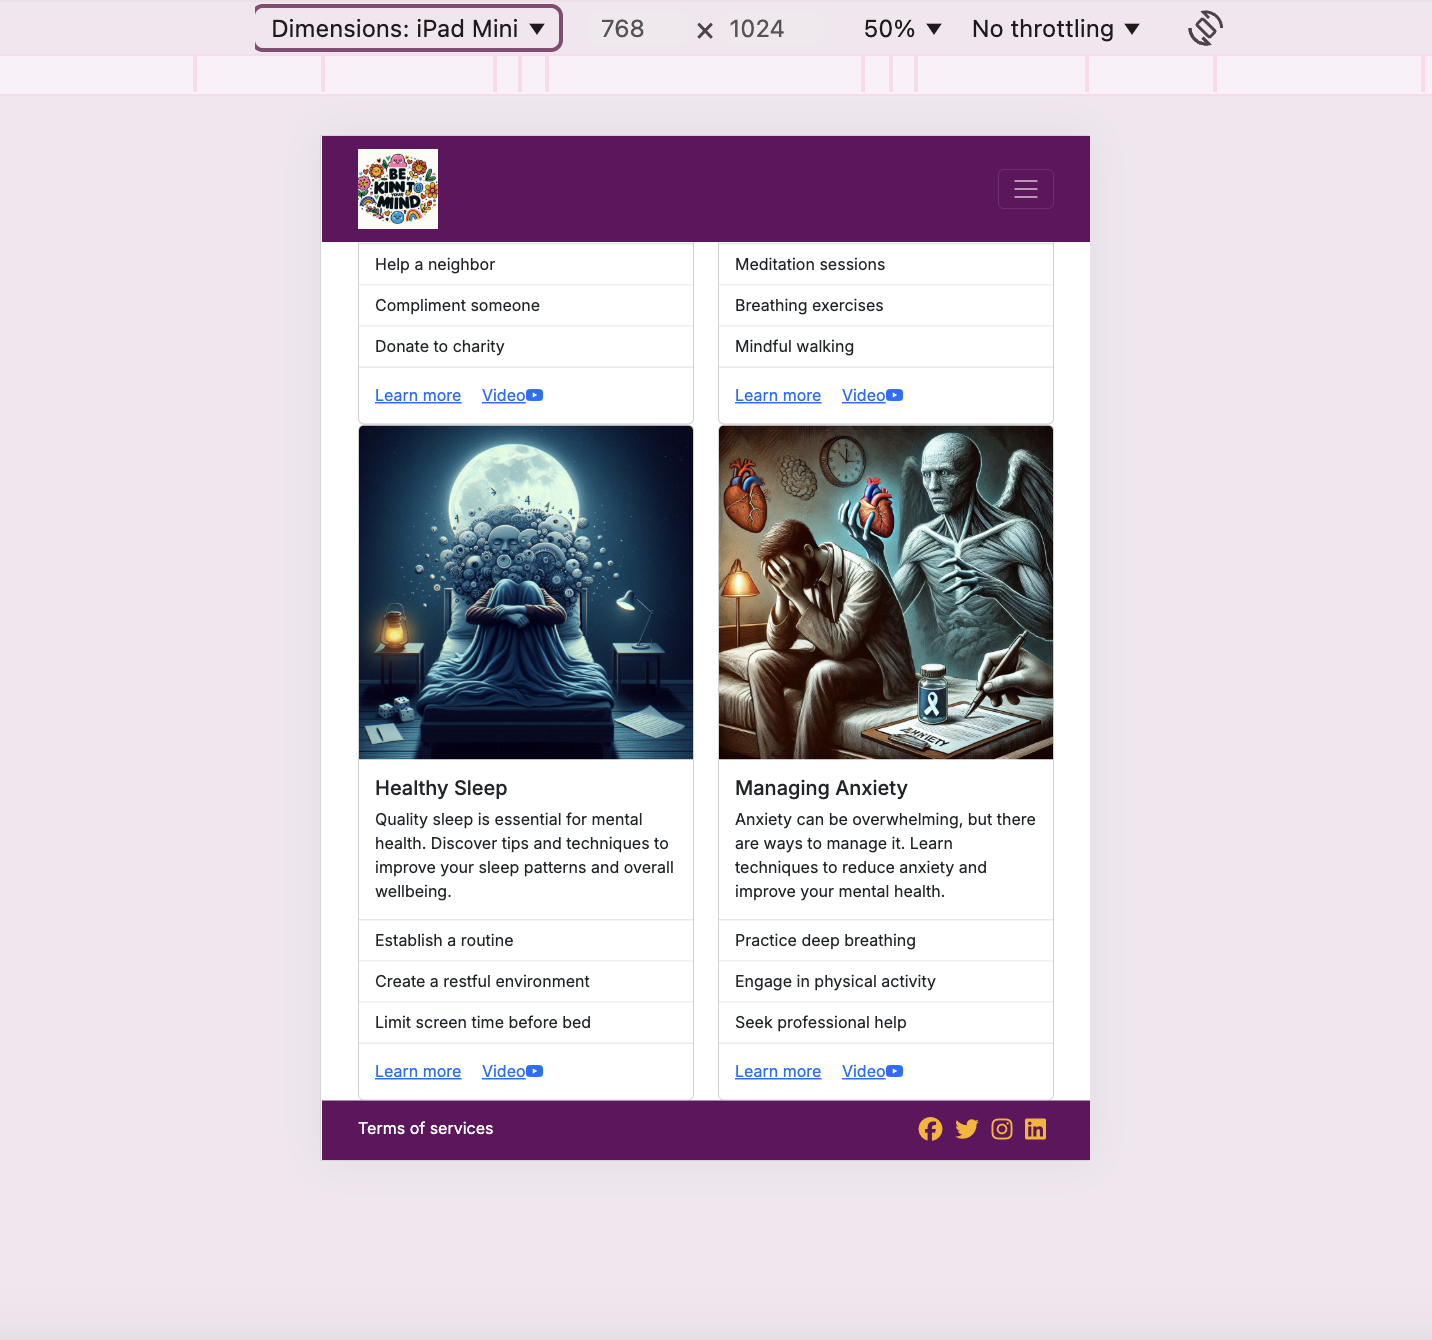 Dimensions: iPad Mini ▼ 768 × 1024 50% ▼ No throttling ▼
BE
KINNT
YOUR
MIND
Help a neighbor
Compliment someone
Donate to charity
Learn more Video
Meditation sessions
Breathing exercises
Mindful walking
Learn more Video
ANXIETY
Healthy Sleep
Quality sleep is essential for mental
health. Discover tips and techniques to
improve your sleep patterns and overall
wellbeing.
Establish a routine
Create a restful environment
Limit screen time before bed
Learn more Video
Managing Anxiety
Anxiety can be overwhelming, but there
are ways to manage it. Learn
techniques to reduce anxiety and
improve your mental health.
Practice deep breathing
Engage in physical activity
Seek professional help
Learn more Video
Terms of services